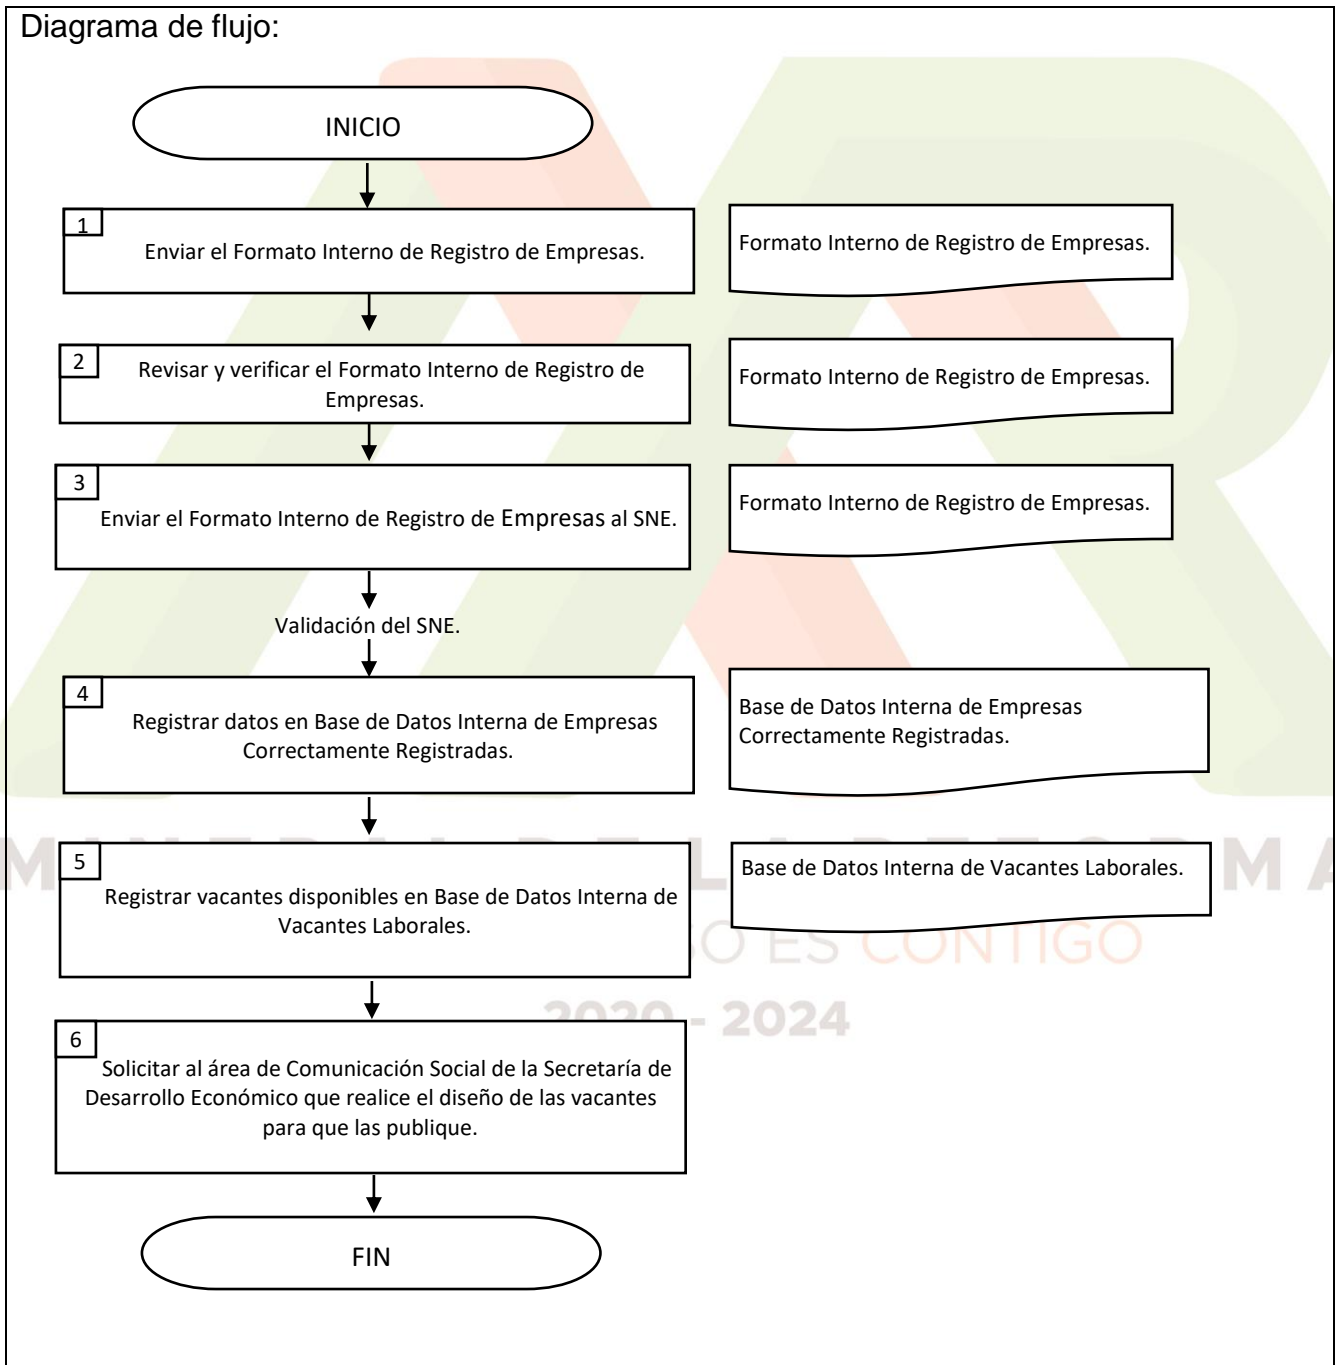 Diagrama de flujo:
INICIO
1
Enviar el Formato Interno de Registro de Empresas.
Formato Interno de Registro de Empresas.
2
Revisar y verificar el Formato Interno de Registro de
Empresas.
Formato Interno de Registro de Empresas.
3
Enviar el Formato Interno de Registro de Empresas al SNE.
Formato Interno de Registro de Empresas.
Validación del SNE.
4
Registrar datos en Base de Datos Interna de Empresas
Correctamente Registradas.
Base de Datos Interna de Empresas
Correctamente Registradas.
5
Registrar vacantes disponibles en Base de Datos Interna de
Vacantes Laborales.
Base de Datos Interna de Vacantes Laborales.
ES CONTIGO
2020 - 2024
6
Solicitar al área de Comunicación Social de la Secretaría de
Desarrollo Económico que realice el diseño de las vacantes
para que las publique.
FIN